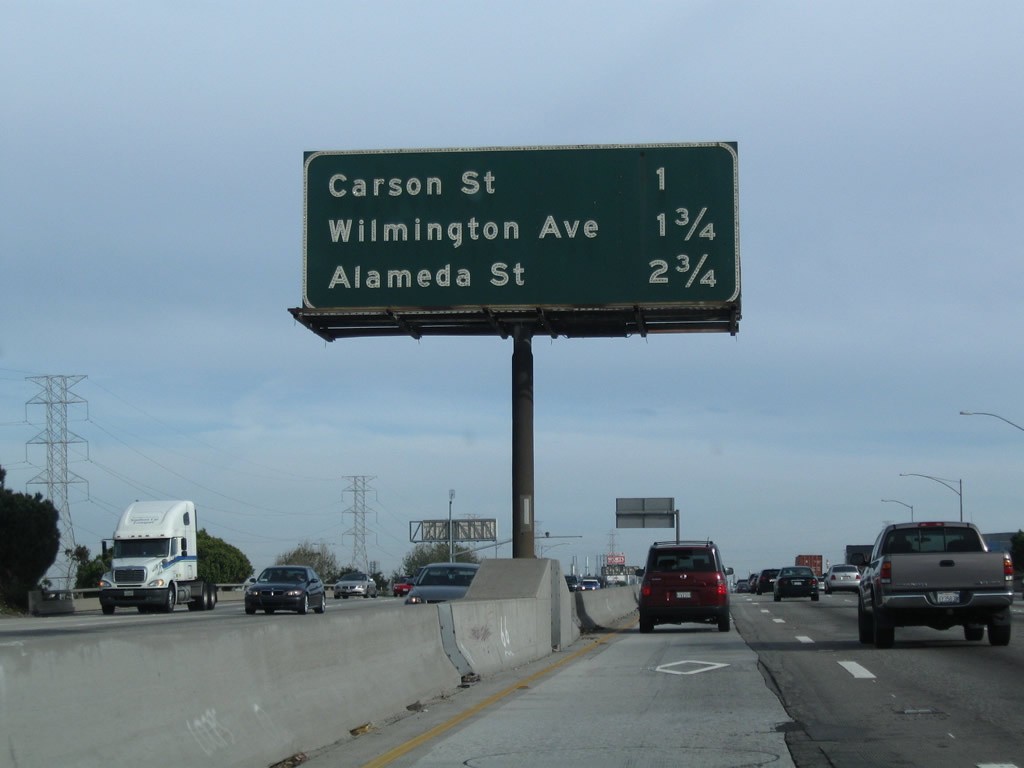 Carson St 1
Wilmington Ave 1 3/4
Alameda St 2 3/4